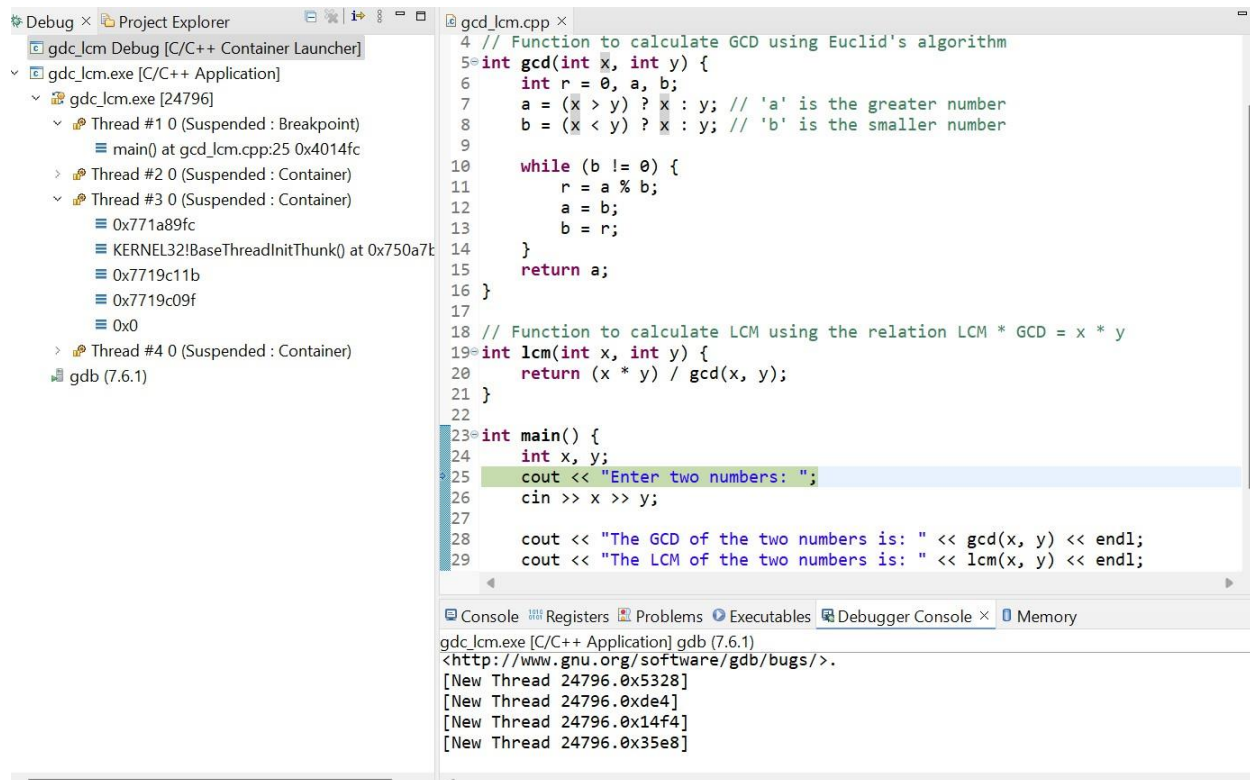 Debug × Project Explorer
gdc_lcm Debug [C/C++ Container Launcher]
gdc_lcm.exe [C/C++ Application]
gdc_lcm.exe [24796]
Thread #1 0 (Suspended : Breakpoint)
main() at gcd_lcm.cpp:25 0x4014fc
Thread #2 0 (Suspended : Container)
Thread #3 0 (Suspended : Container)
0x771a89fc
KERNEL32!BaseThreadInitThunk() at 0x750a7b
0x7719c11b
0x7719c09f
0x0
Thread #4 0 (Suspended : Container)
gdb (7.6.1)
gcd_lcm.cpp ×
4 // Function to calculate GCD using Euclid's algorithm
5 int gcd(int x, int y) {
6 int r = 0, a, b;
7 a = (x > y) ? x : y; // 'a' is the greater number
8 b = (x < y) ? x : y; // 'b' is the smaller number
9
10 while (b != 0) {
11 r = a % b;
12 a = b;
13 b = r;
14 }
15 return a;
16 }
17
18 // Function to calculate LCM using the relation LCM * GCD = x * y
19 int lcm(int x, int y) {
20 return (x * y) / gcd(x, y);
21 }
22
23 int main() {
24 int x, y;
25 cout << "Enter two numbers: ";
26 cin >> x >> y;
27
28 cout << "The GCD of the two numbers is: " << gcd(x, y) << endl;
29 cout << "The LCM of the two numbers is: " << lcm(x, y) << endl;
Console Registers Problems Executables Debugger Console × Memory
gdc_lcm.exe [C/C++ Application] gdb (7.6.1)
<http://www.gnu.org/software/gdb/bugs/>.
[New Thread 24796.0x5328]
[New Thread 24796.0xde4]
[New Thread 24796.0x14f4]
[New Thread 24796.0x35e8]